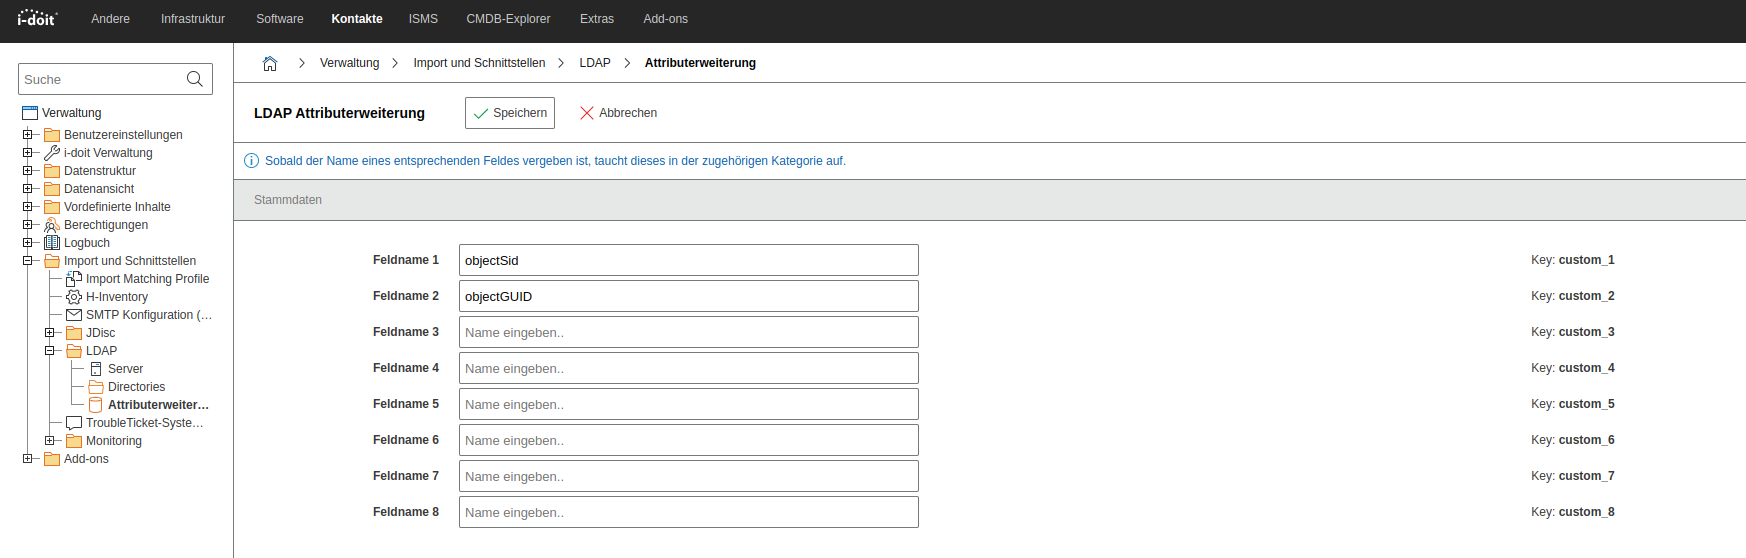 i-doit
Andere Infrastruktur Software Kontakte ISMS CMDB-Explorer Extras Add-ons
Suche
Verwaltung
Benutzereinstellungen
i-doit Verwaltung
Datenstruktur
Datenansicht
Vordefinierte Inhalte
Berechtigungen
Logbuch
Import und Schnittstellen
Import Matching Profile
H-Inventory
SMTP Konfiguration (...
JDisc
LDAP
Server
Directories
Attributerweiter...
TroubleTicket-Syste...
Monitoring
Add-ons
Verwaltung Import und Schnittstellen LDAP Attributerweiterung
LDAP Attributerweiterung Speichern Abbrechen
Sobald der Name eines entsprechenden Feldes vergeben ist, taucht dieses in der zugehörigen Kategorie auf.
Stammdaten
Feldname 1 objectSid Key: custom_1
Feldname 2 objectGUID Key: custom_2
Feldname 3 Name eingeben.. Key: custom_3
Feldname 4 Name eingeben.. Key: custom_4
Feldname 5 Name eingeben.. Key: custom_5
Feldname 6 Name eingeben.. Key: custom_6
Feldname 7 Name eingeben.. Key: custom_7
Feldname 8 Name eingeben.. Key: custom_8